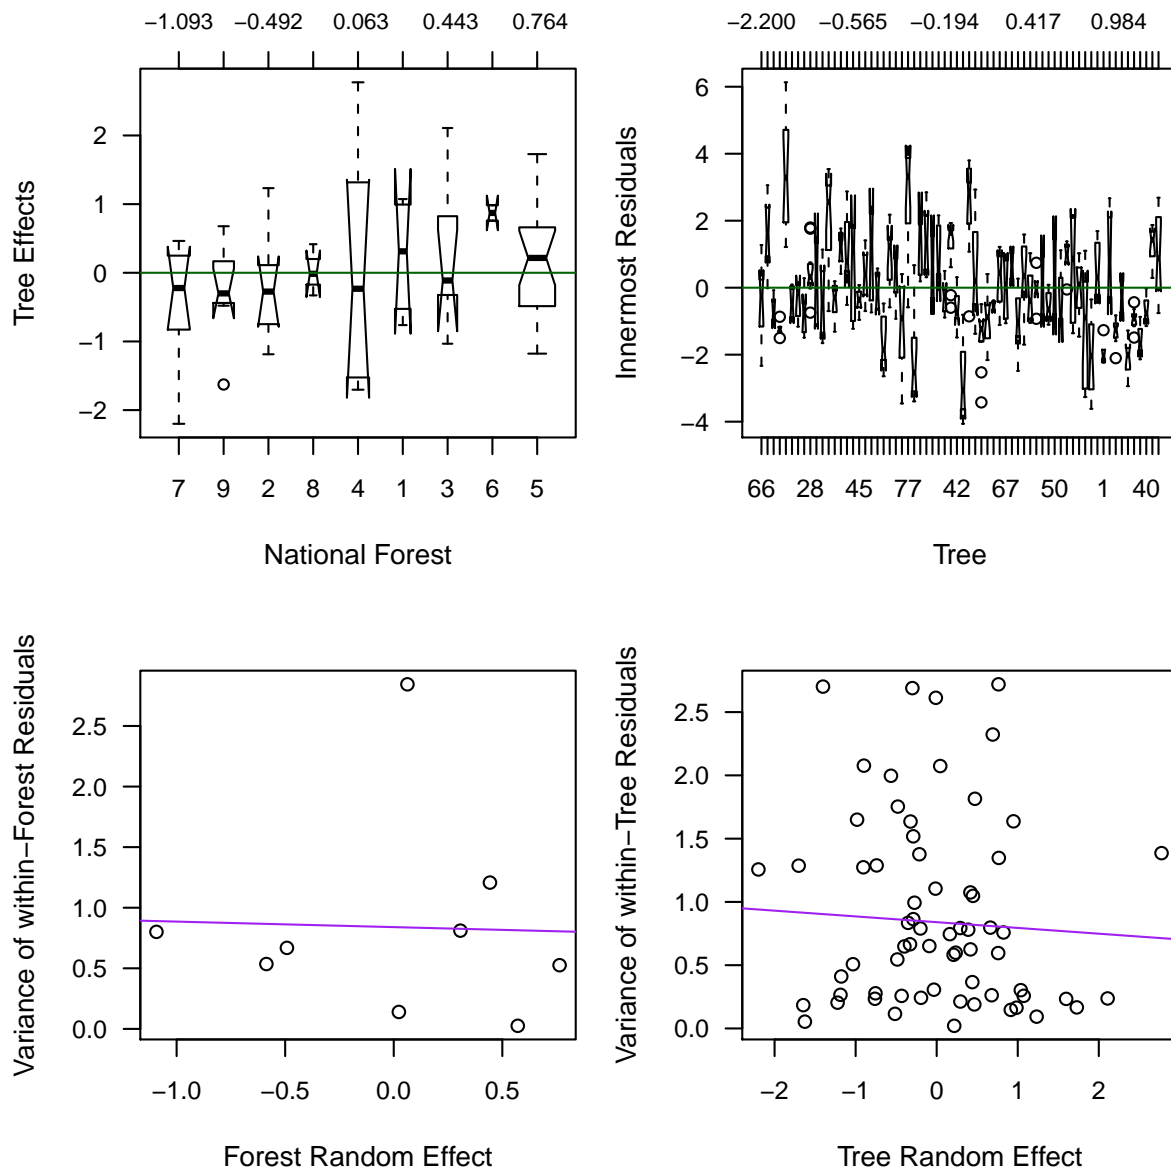 −1.093 −0.492 0.063 0.443 0.764
Tree Effects
2
1
0
−1
−2
7 9 2 8 4 1 3 6 5
National Forest
−2.200 −0.565 −0.194 0.417 0.984
Innermost Residuals
6
4
2
0
−2
−4
66 28 45 77 42 67 50 1 40
Tree
Variance of within−Forest Residuals
2.5
2.0
1.5
1.0
0.5
0.0
−1.0 −0.5 0.0 0.5
Forest Random Effect
Variance of within−Tree Residuals
2.5
2.0
1.5
1.0
0.5
0.0
−2 −1 0 1 2
Tree Random Effect